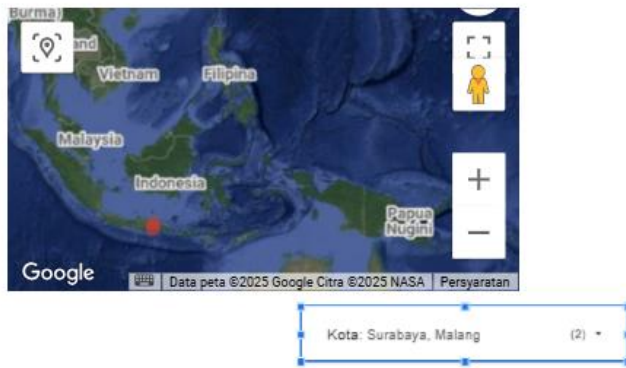 Burma)
and
Vietnam
Filipina
Malaysia
Indonesia
Papua
Nugini
Google
Data peta ©2025 Google Citra ©2025 NASA
Persyaratan
Kota: Surabaya, Malang (2)